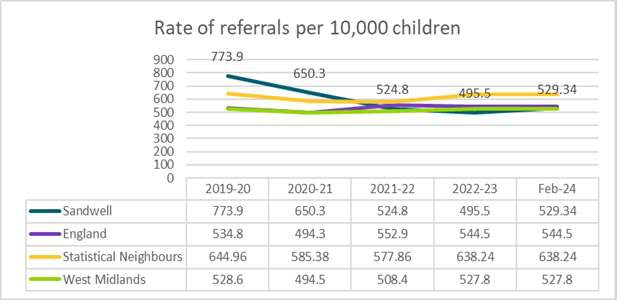 Rate of referrals per 10,000 children
773.9
650.3
524.8
495.5
529.34
900
800
700
600
500
400
300
200
100
0
2019-20 2020-21 2021-22 2022-23 Feb-24
Sandwell 773.9 650.3 524.8 495.5 529.34
England 534.8 494.3 552.9 544.5 544.5
Statistical Neighbours 644.96 585.38 577.86 638.24 638.24
West Midlands 528.6 494.5 508.4 527.8 527.8